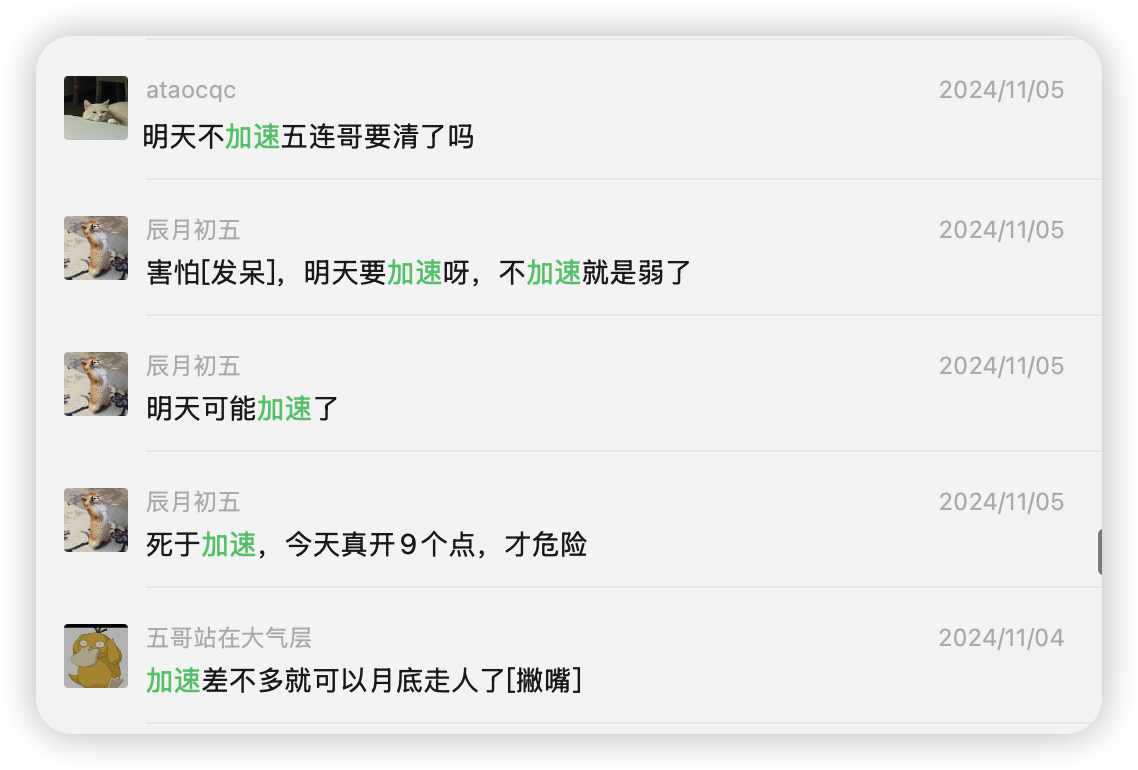 ataocqc
2024/11/05
明天不加速五连哥要清了吗
辰月初五
2024/11/05
害怕[发呆]，明天要加速呀，不加速就是弱了
辰月初五
2024/11/05
明天可能加速了
辰月初五
2024/11/05
死于加速，今天真开9个点，才危险
五哥站在大气层
2024/11/04
加速差不多就可以月底走人了[撇嘴]